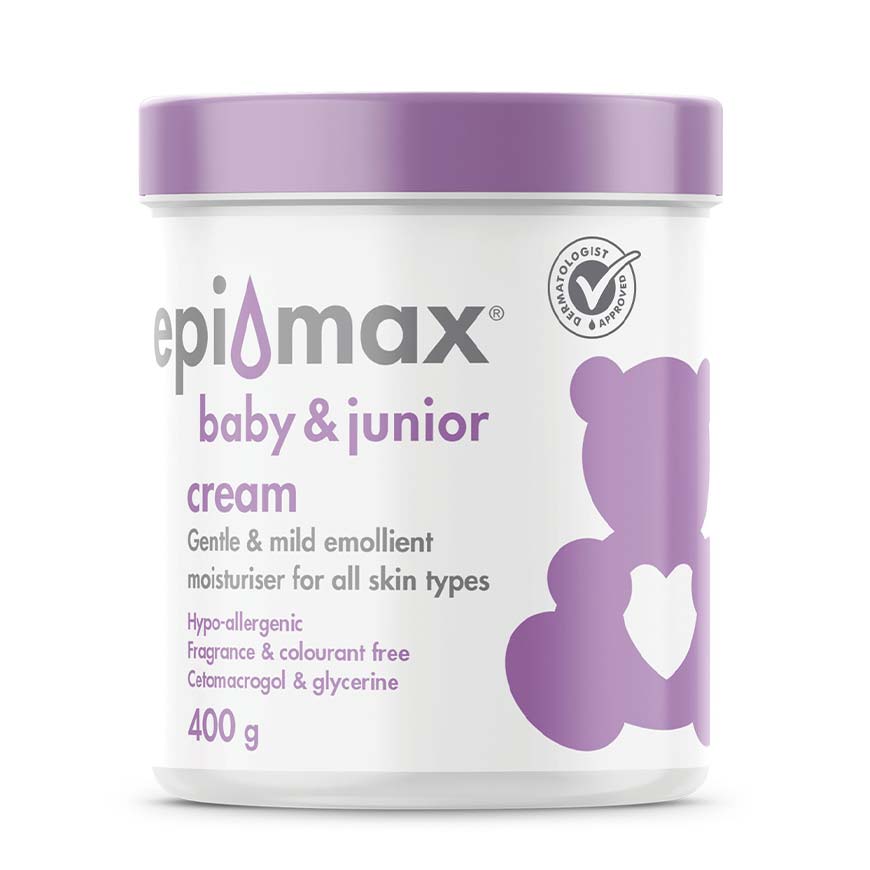 epimax®
DERMATOLOGIST APPROVED
baby & junior
cream
Gentle & mild emollient
moisturiser for all skin types
Hypo-allergenic
Fragrance & colourant free
Cetomacrogol & glycerine
400 g